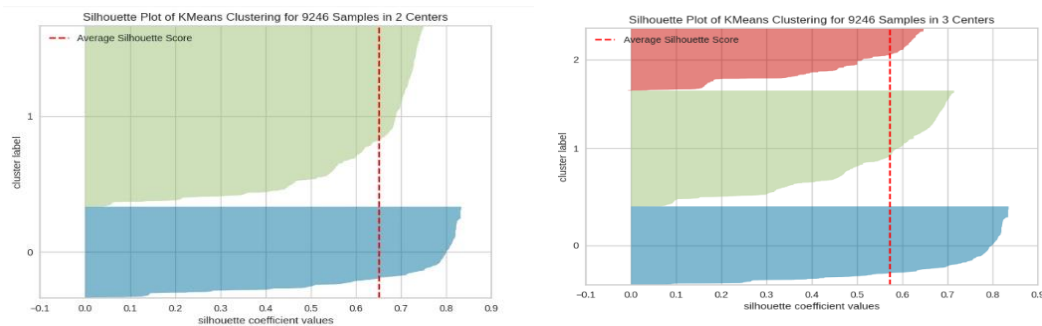 Silhouette Plot of KMeans Clustering for 9246 Samples in 2 Centers
Average Silhouette Score
1
0
cluster label
−0.1 0.0 0.1 0.2 0.3 0.4 0.5 0.6 0.7 0.8 0.9
silhouette coefficient values
Silhouette Plot of KMeans Clustering for 9246 Samples in 3 Centers
Average Silhouette Score
2
1
0
cluster label
−0.1 0.0 0.1 0.2 0.3 0.4 0.5 0.6 0.7 0.8 0.9
silhouette coefficient values